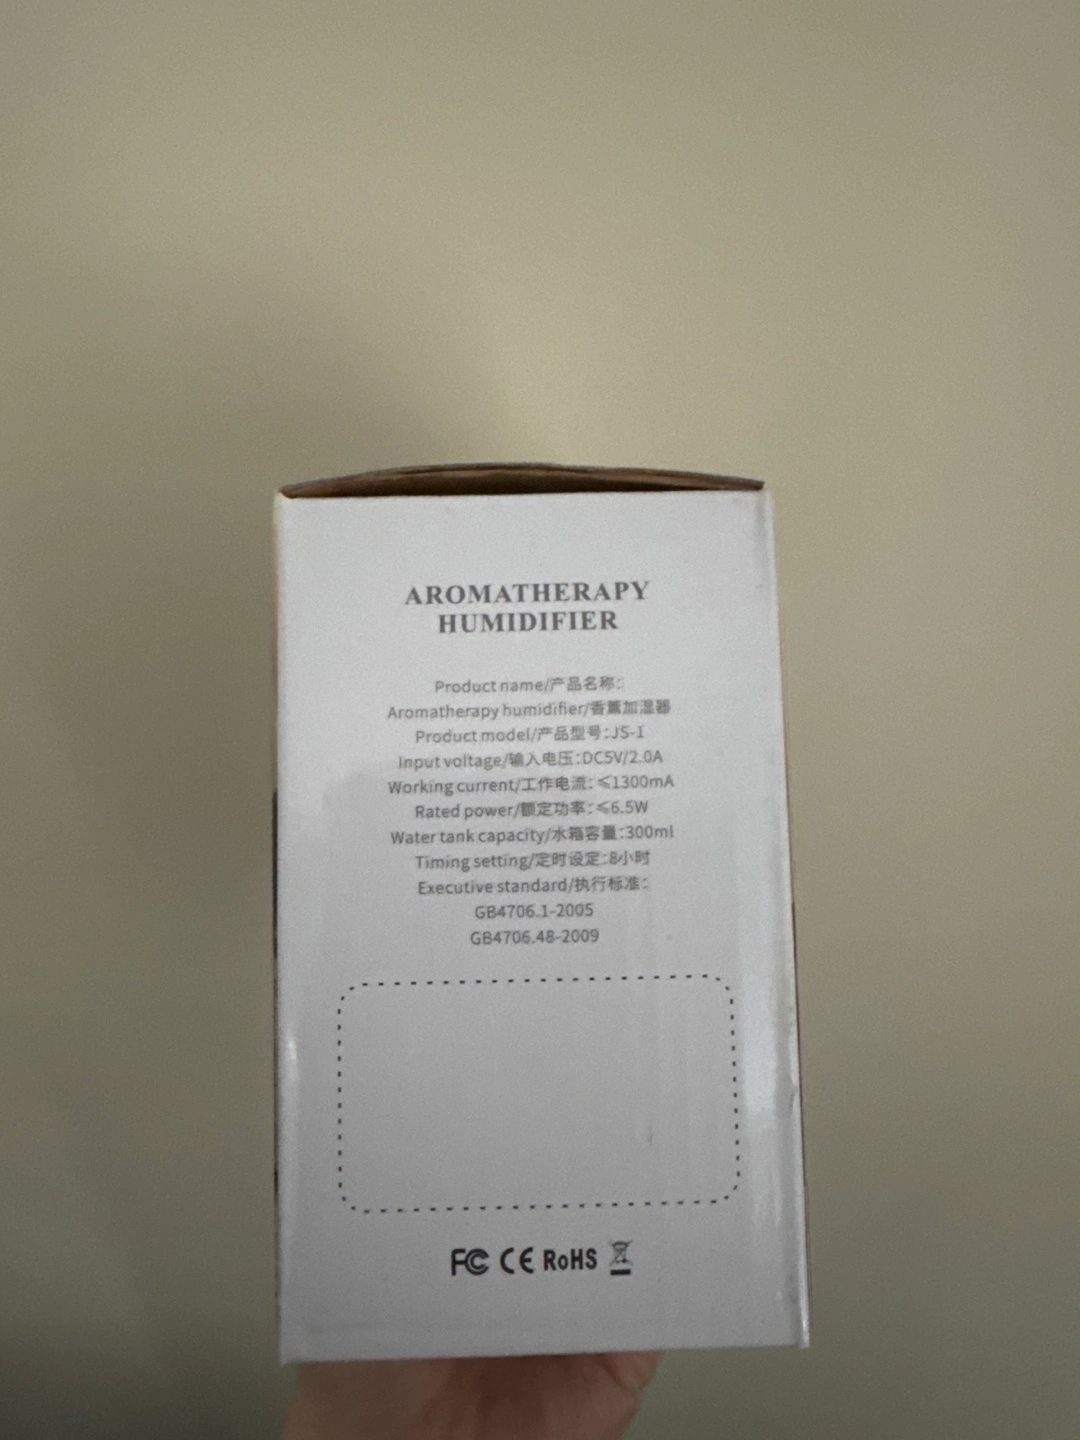 AROMATHERAPY
HUMIDIFIER
Product name/产品名称:
Aromatherapy humidifier/香薰加湿器
Product model/产品型号:JS-1
Input voltage/输入电压:DC5V/2.0A
Working current/工作电流:≤1300mA
Rated power/额定功率:≤6.5W
Water tank capacity/水箱容量:300ml
Timing setting/定时设定:8小时
Executive standard/执行标准:
GB4706.1-2005
GB4706.48-2009
FC CE RoHS